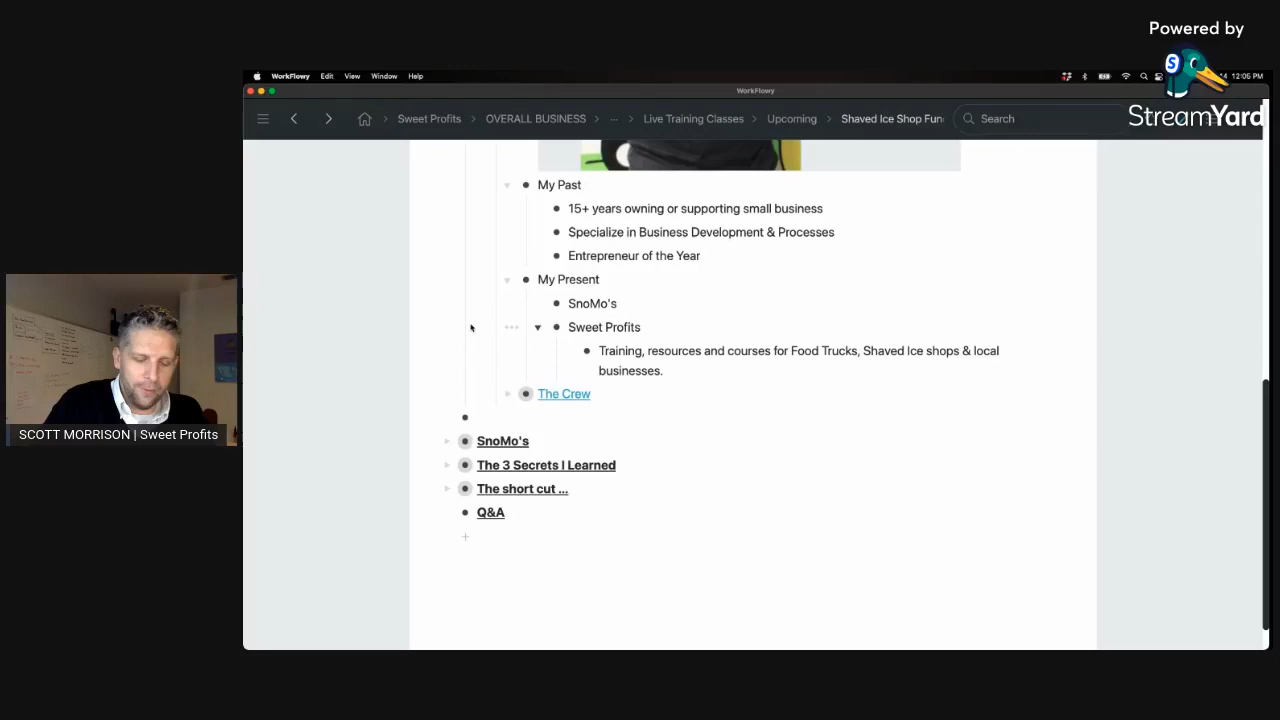 Powered by
StreamYard
WorkFlowy Edit View Window Help
12:05 PM
WorkFlowy
Sweet Profits OVERALL BUSINESS ... Live Training Classes Upcoming Shaved Ice Shop Fun
Search
My Past
15+ years owning or supporting small business
Specialize in Business Development & Processes
Entrepreneur of the Year
My Present
SnoMo's
Sweet Profits
Training, resources and courses for Food Trucks, Shaved Ice shops & local
businesses.
The Crew
SnoMo's
The 3 Secrets I Learned
The short cut ...
Q&A
SCOTT MORRISON | Sweet Profits